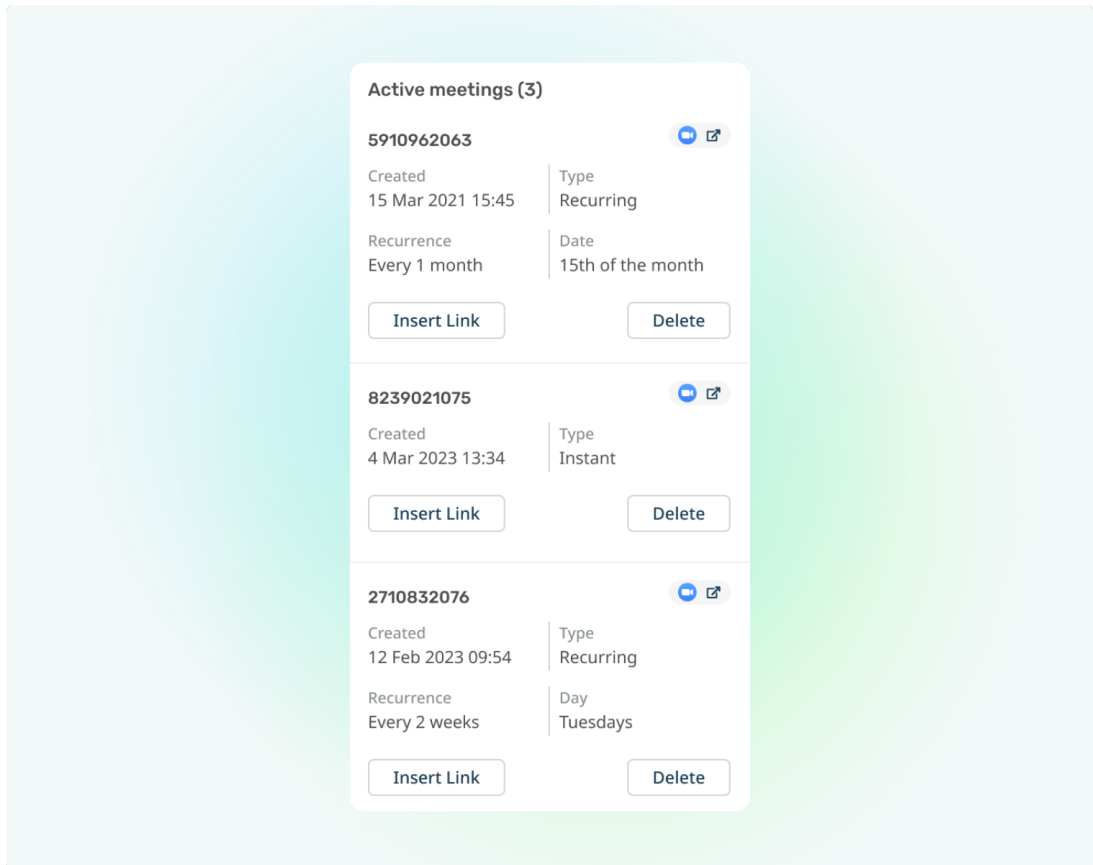 Active meetings (3)
5910962063
Created
Type
15 Mar 2021 15:45
Recurring
Recurrence
Date
Every 1 month
15th of the month
Insert Link
Delete
8239021075
Created
Type
4 Mar 2023 13:34
Instant
Insert Link
Delete
2710832076
Created
Type
12 Feb 2023 09:54
Recurring
Recurrence
Day
Every 2 weeks
Tuesdays
Insert Link
Delete